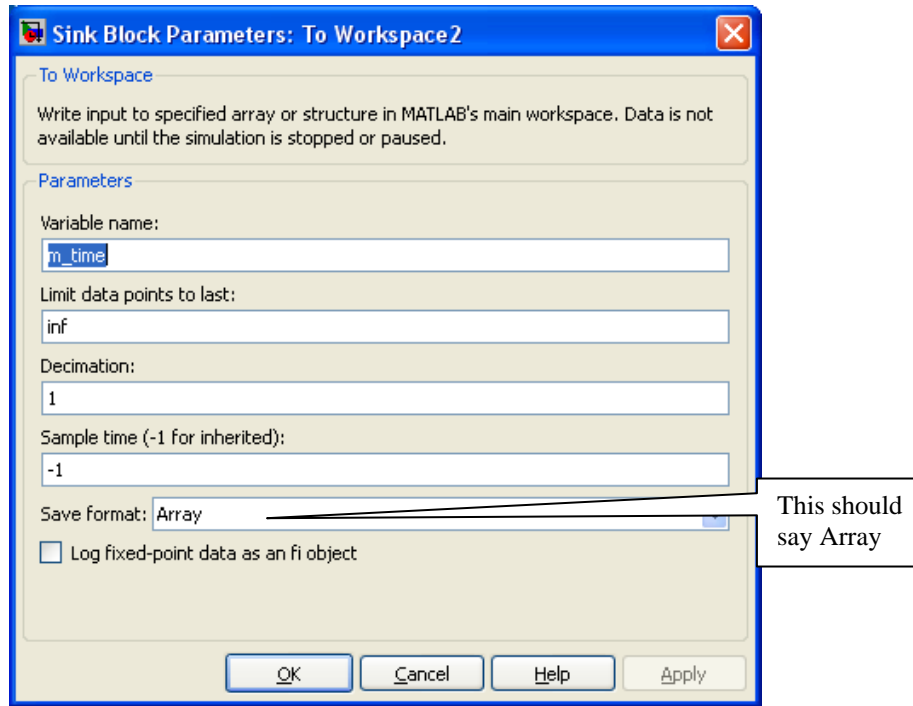 Sink Block Parameters: To Workspace2
To Workspace
Write input to specified array or structure in MATLAB's main workspace. Data is not
available until the simulation is stopped or paused.
Parameters
Variable name:
m_time
Limit data points to last:
inf
Decimation:
1
Sample time (-1 for inherited):
-1
Save format: Array
This should
say Array
Log fixed-point data as an fi object
OK Cancel Help Apply